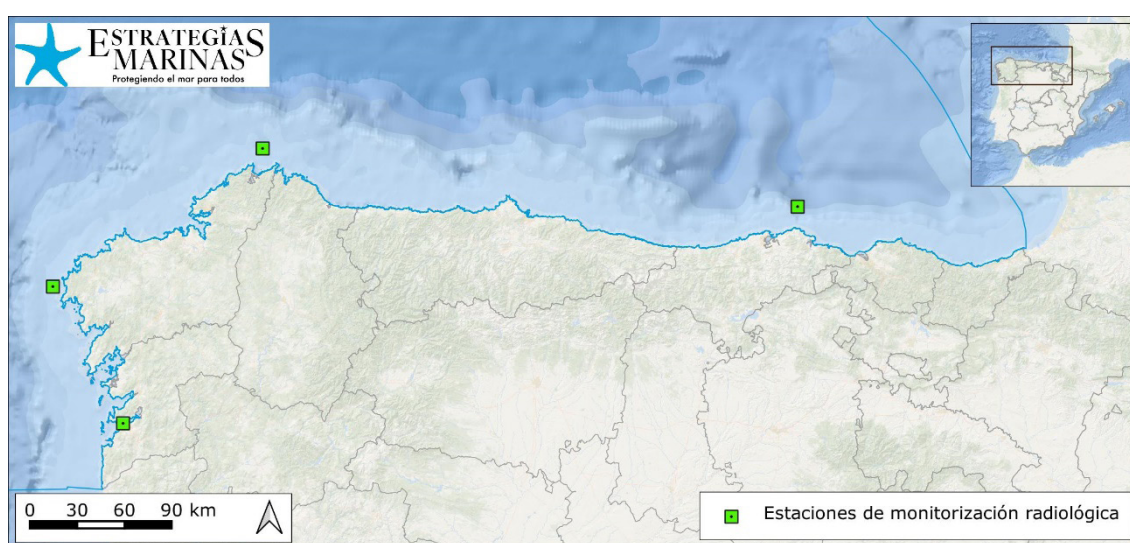 ESTRATEGIAS
MARINAS
Protegiendo el mar para todos
0 30 60 90 km
Estaciones de monitorización radiológica